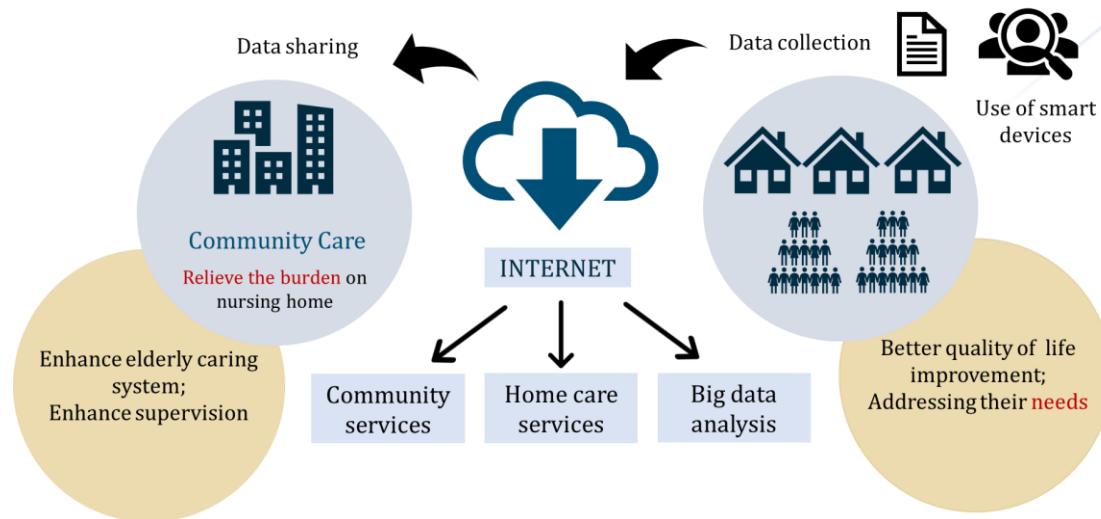 Data sharing
Data collection
Use of smart
devices
Community Care
Relieve the burden on
nursing home
INTERNET
Enhance elderly caring
system;
Enhance supervision
Community
services
Home care
services
Big data
analysis
Better quality of life
improvement;
Addressing their needs